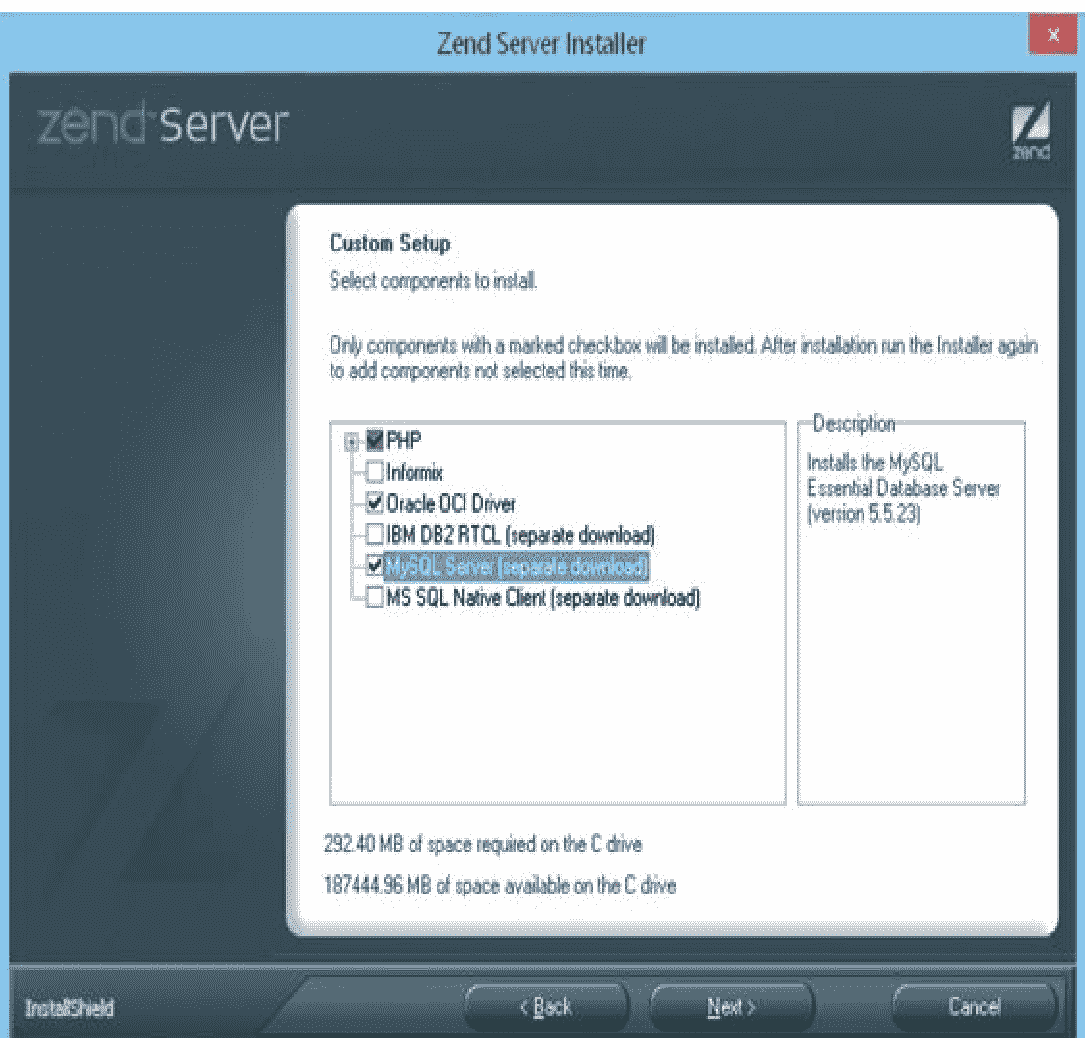 Zend Server Installer
x
zend server
zend
Custom Setup
Select components to install.
Only components with a marked checkbox will be installed. After installation run the Installer again
to add components not selected this time.
PHP
Informix
Oracle OCI Driver
IBM DB2 RTCL (separate download)
MySQL Server (separate download)
MS SQL Native Client (separate download)
Description
Installs the MySQL
Essential Database Server
(version 5.5.23)
292.40 MB of space required on the C drive
187444.96 MB of space available on the C drive
InstallShield
< Back
Next >
Cancel